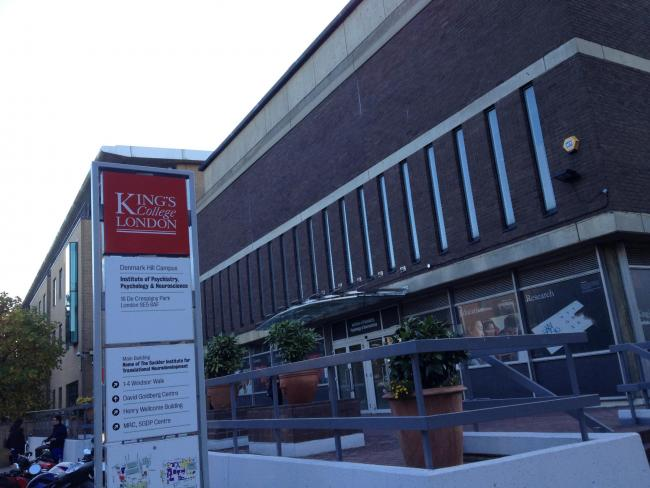 KING'S
College
LONDON
Denmark Hill Campus
Institute of Psychiatry,
Psychology & Neuroscience
16 De Crespigny Park
London SE5 8AF
Main Building
Home of The Sackler Institute for
Translational Neurodevelopment
1-4 Windsor Walk
David Goldberg Centre
Henry Wellcome Building
MRC, SGDP Centre
Research